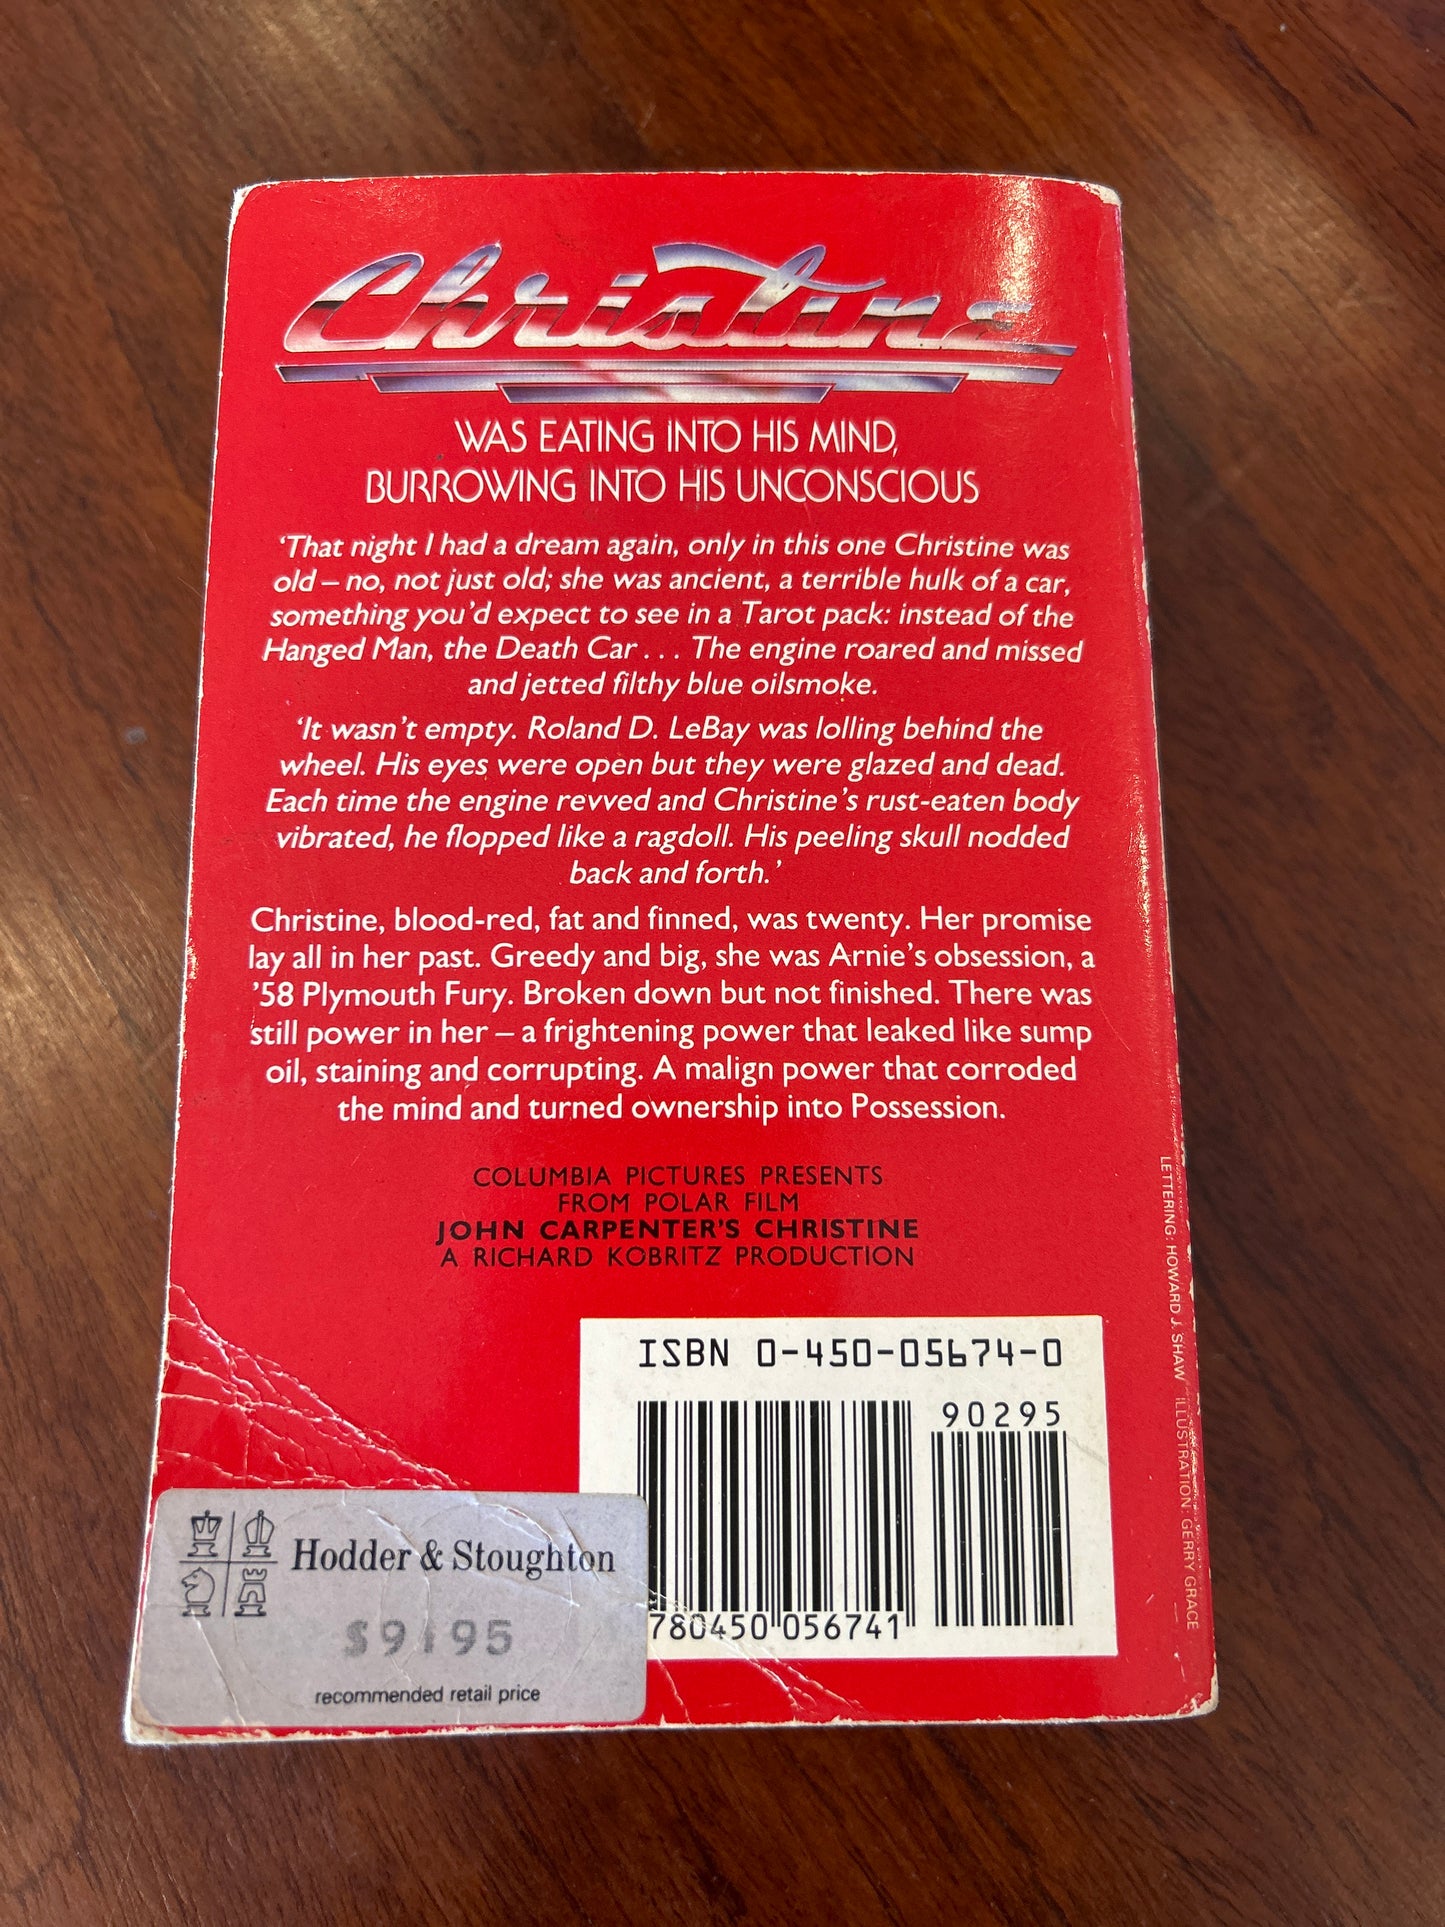 Christine
WAS EATING INTO HIS MIND,
BURROWING INTO HIS UNCONSCIOUS
‘That night I had a dream again, only in this one Christine was
old – no, not just old; she was ancient, a terrible hulk of a car,
something you’d expect to see in a Tarot pack: instead of the
Hanged Man, the Death Car . . . The engine roared and missed
and jetted filthy blue oilsmoke.
‘It wasn’t empty. Roland D. LeBay was lolling behind the
wheel. His eyes were open but they were glazed and dead.
Each time the engine revved and Christine’s rust-eaten body
vibrated, he flopped like a ragdoll. His peeling skull nodded
back and forth.’
Christine, blood-red, fat and finned, was twenty. Her promise
lay all in her past. Greedy and big, she was Arnie’s obsession, a
’58 Plymouth Fury. Broken down but not finished. There was
still power in her – a frightening power that leaked like sump
oil, staining and corrupting. A malign power that corroded
the mind and turned ownership into Possession.
COLUMBIA PICTURES PRESENTS
FROM POLAR FILM
JOHN CARPENTER’S CHRISTINE
A RICHARD KOBRITZ PRODUCTION
LETTERING: HOWARD J. SHAW ILLUSTRATION: GERRY GRACE
ISBN 0-450-05674-0
90295
780450 056741
Hodder & Stoughton
$9.95
recommended retail price